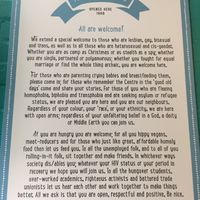 OPENED HERE
1988
All are welcome!
We extend a special welcome to those who are lesbian, gay, bisexual
and trans, as well as to all those who are heterosexual and cis-gender.
Whether you are as camp as Christmas or as stealth as a spy; whether
you are single, partnered or polyamorous; whether you fought for equal
marriage or find the whole thing archaic, you are welcome here.
For those who are parenting crying babies and breastfeeding them,
please come in; for those who remember the Centre in the "good old
days" come and share your stories; for those of you who are fleeing
homophobia, biphobia and transphobia and are seeking asylum or refugee
status, we are pleased you are here and you are our neighbours.
Regardless of your colour, your "race", or your ethnicity, we are here
with open arms; regardless of your unfaltering belief in a God, a deity
or Middle Earth you can join us.
At you are hungry you are welcome; for all you happy vegans,
meat-reducers and for those who just like great, affordable homely
food then let us feed you, to all the unemployed folk, and to all of you
rolling-in-it folk, sit together and make friends. In whichever ways
society dis/ables you; whatever your HIV status or your period in
recovery we hope you will join us. To all the hungover students,
over-worked academics, righteous activists and battered trade
unionists let us hear each other and work together to make things
better. All we ask is that you are open, respectful and positive. Be nice.